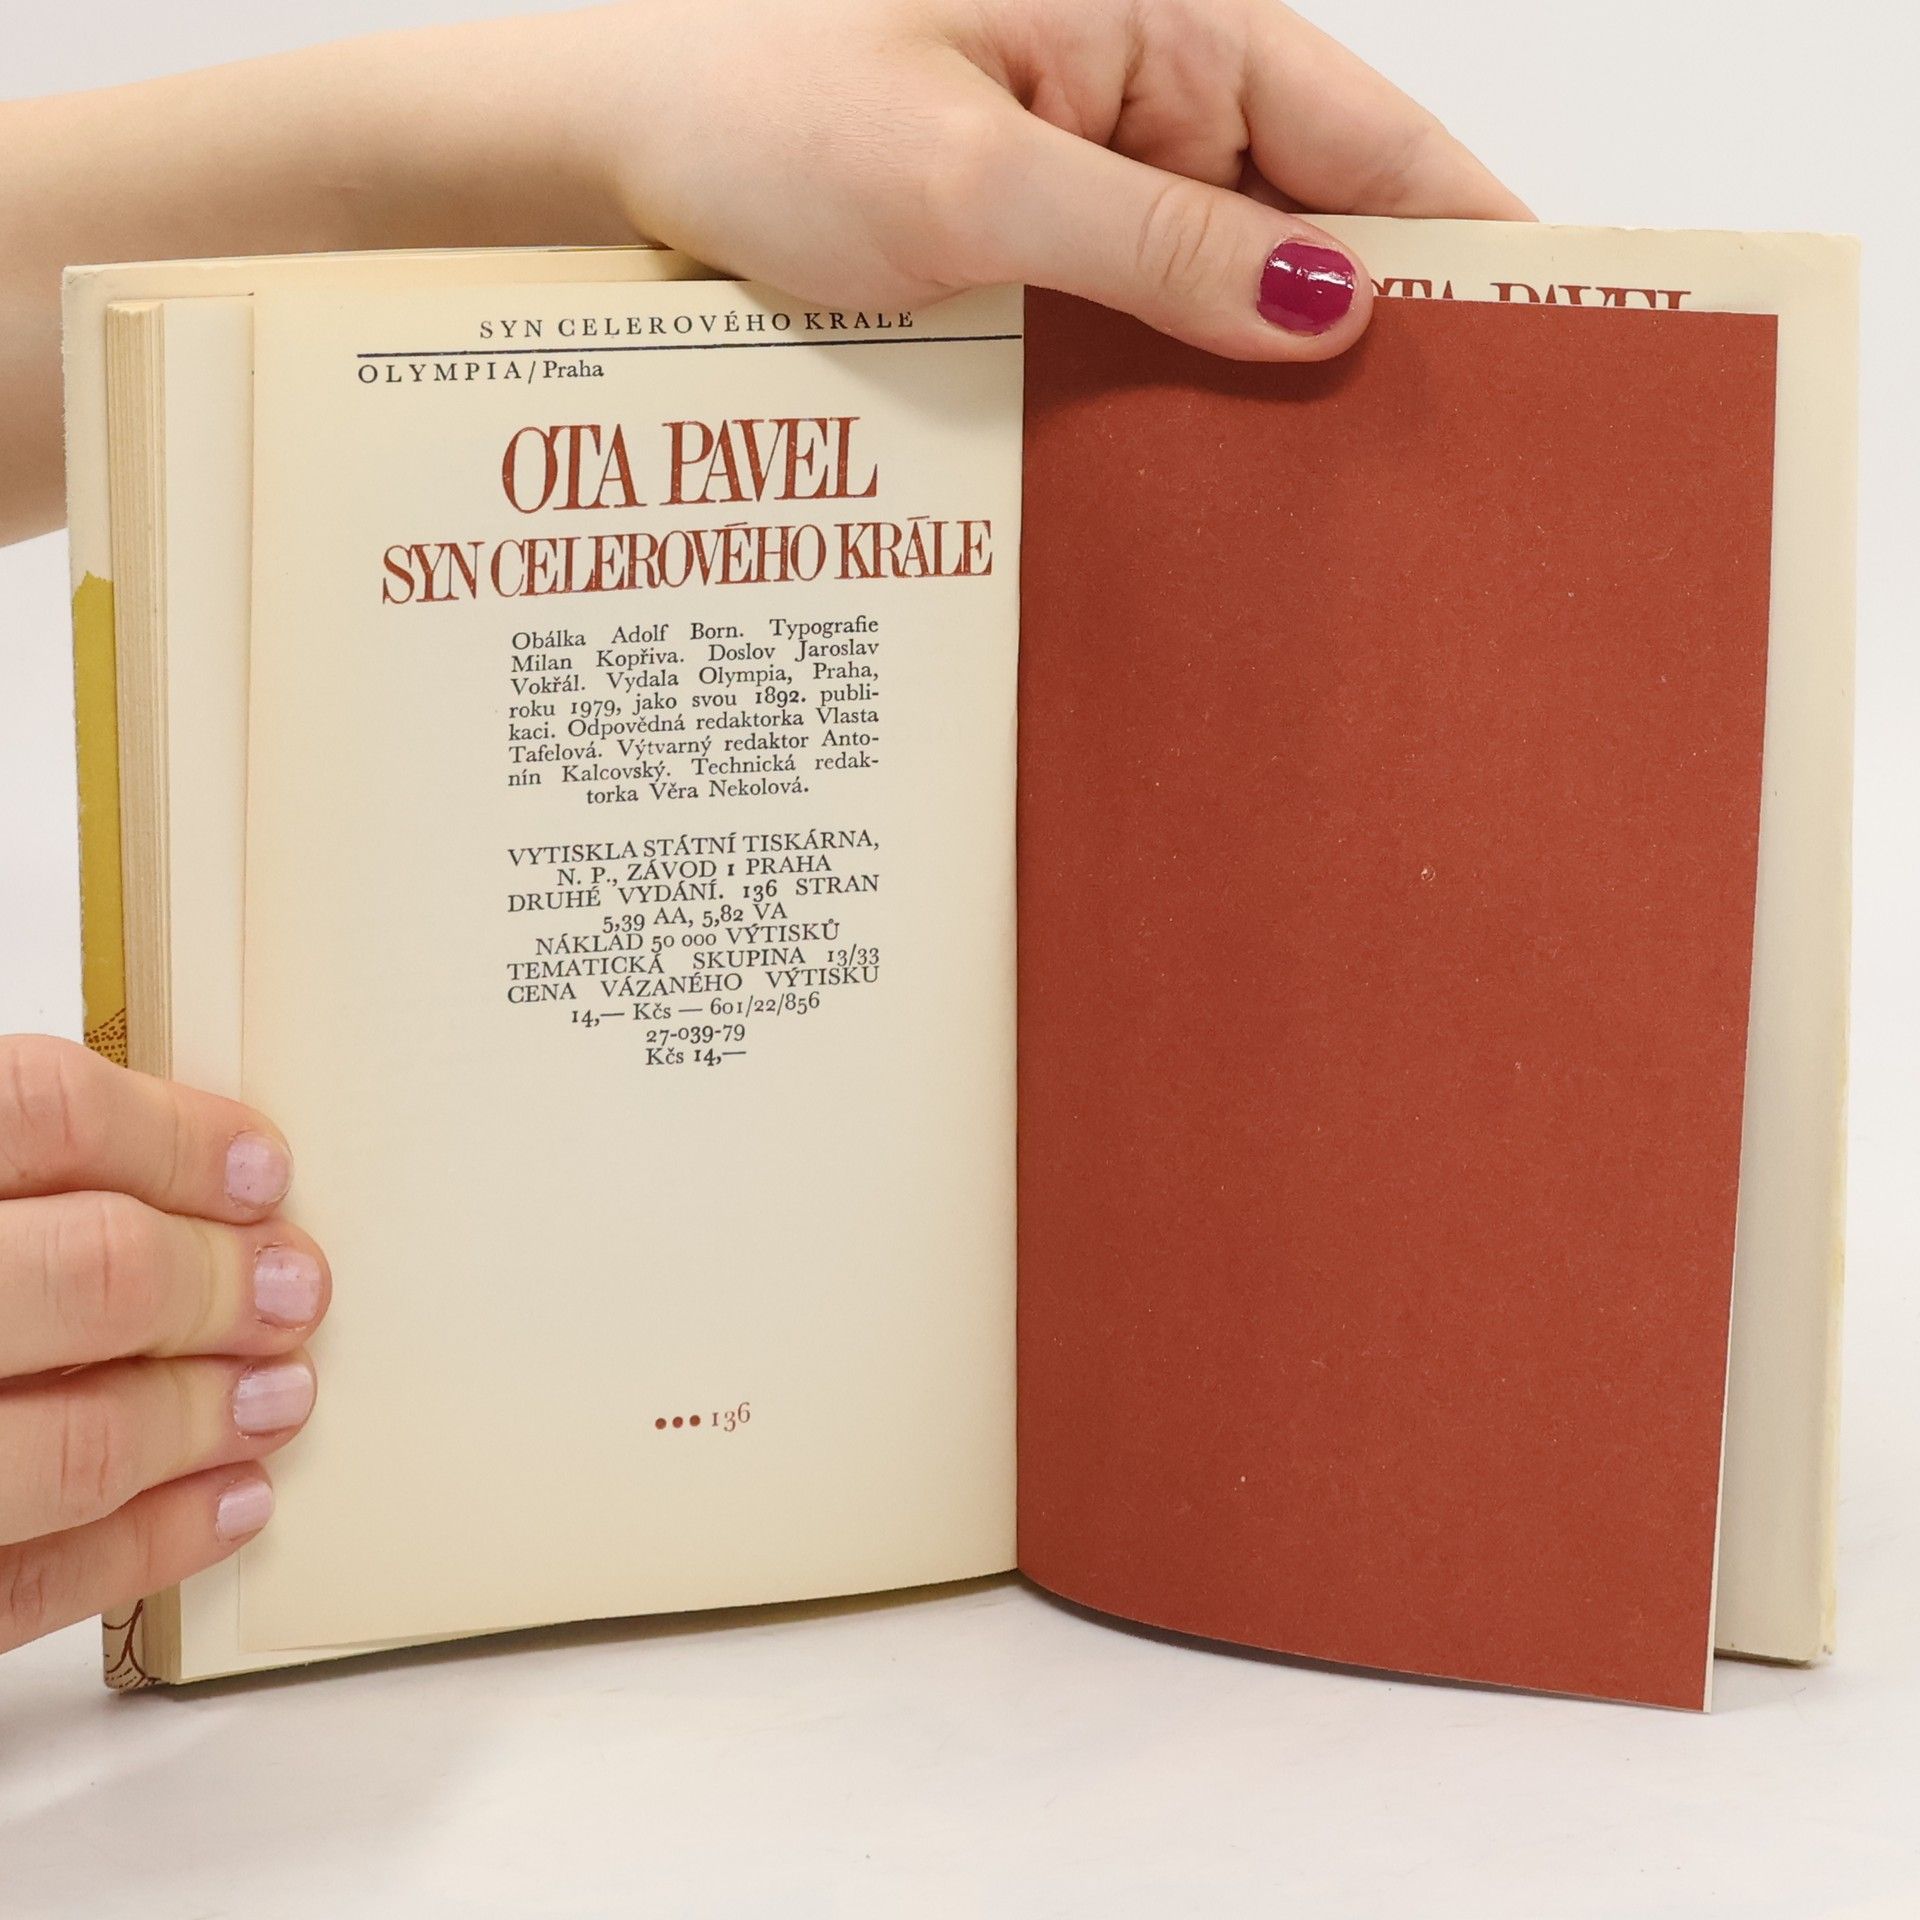 SYN CELEROVÉHO KRÁLE
OLYMPIA/Praha
OTA PAVEL
SYN CELEROVÉHO KRÁLE
Obálka Adolf Born. Typografie
Milan Kopřiva. Doslov Jaroslav
Vokřál. Vydala Olympia, Praha,
roku 1979, jako svou 1892. publi-
kaci. Odpovědná redaktorka Vlasta
Tafelová. Výtvarný redaktor Anto-
nín Kalcovský. Technická redak-
torka Věra Nekolová.
VYTISKLA STÁTNÍ TISKÁRNA,
N. P., ZÁVOD 1 PRAHA
DRUHÉ VYDÁNÍ. 136 STRAN
5,39 AA, 5,82 VA
NÁKLAD 50 000 VÝTISKŮ
TEMATICKÁ SKUPINA 13/33
CENA VÁZANÉHO VÝTISKU
14,— Kčs — 601/22/856
27-039-79
Kčs 14,—
••• 136
OTA PAVEL